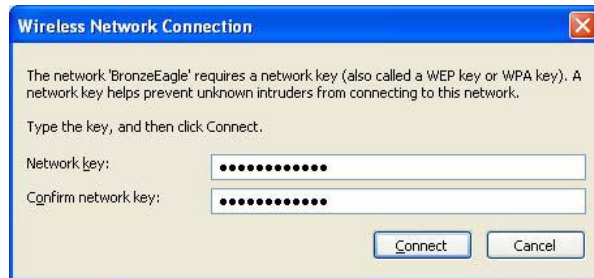 Wireless Network Connection
The network 'BronzeEagle' requires a network key (also called a WEP key or WPA key). A
network key helps prevent unknown intruders from connecting to this network.
Type the key, and then click Connect.
Network key: ●●●●●●●●●●●●
Confirm network key: ●●●●●●●●●●●●
Connect Cancel